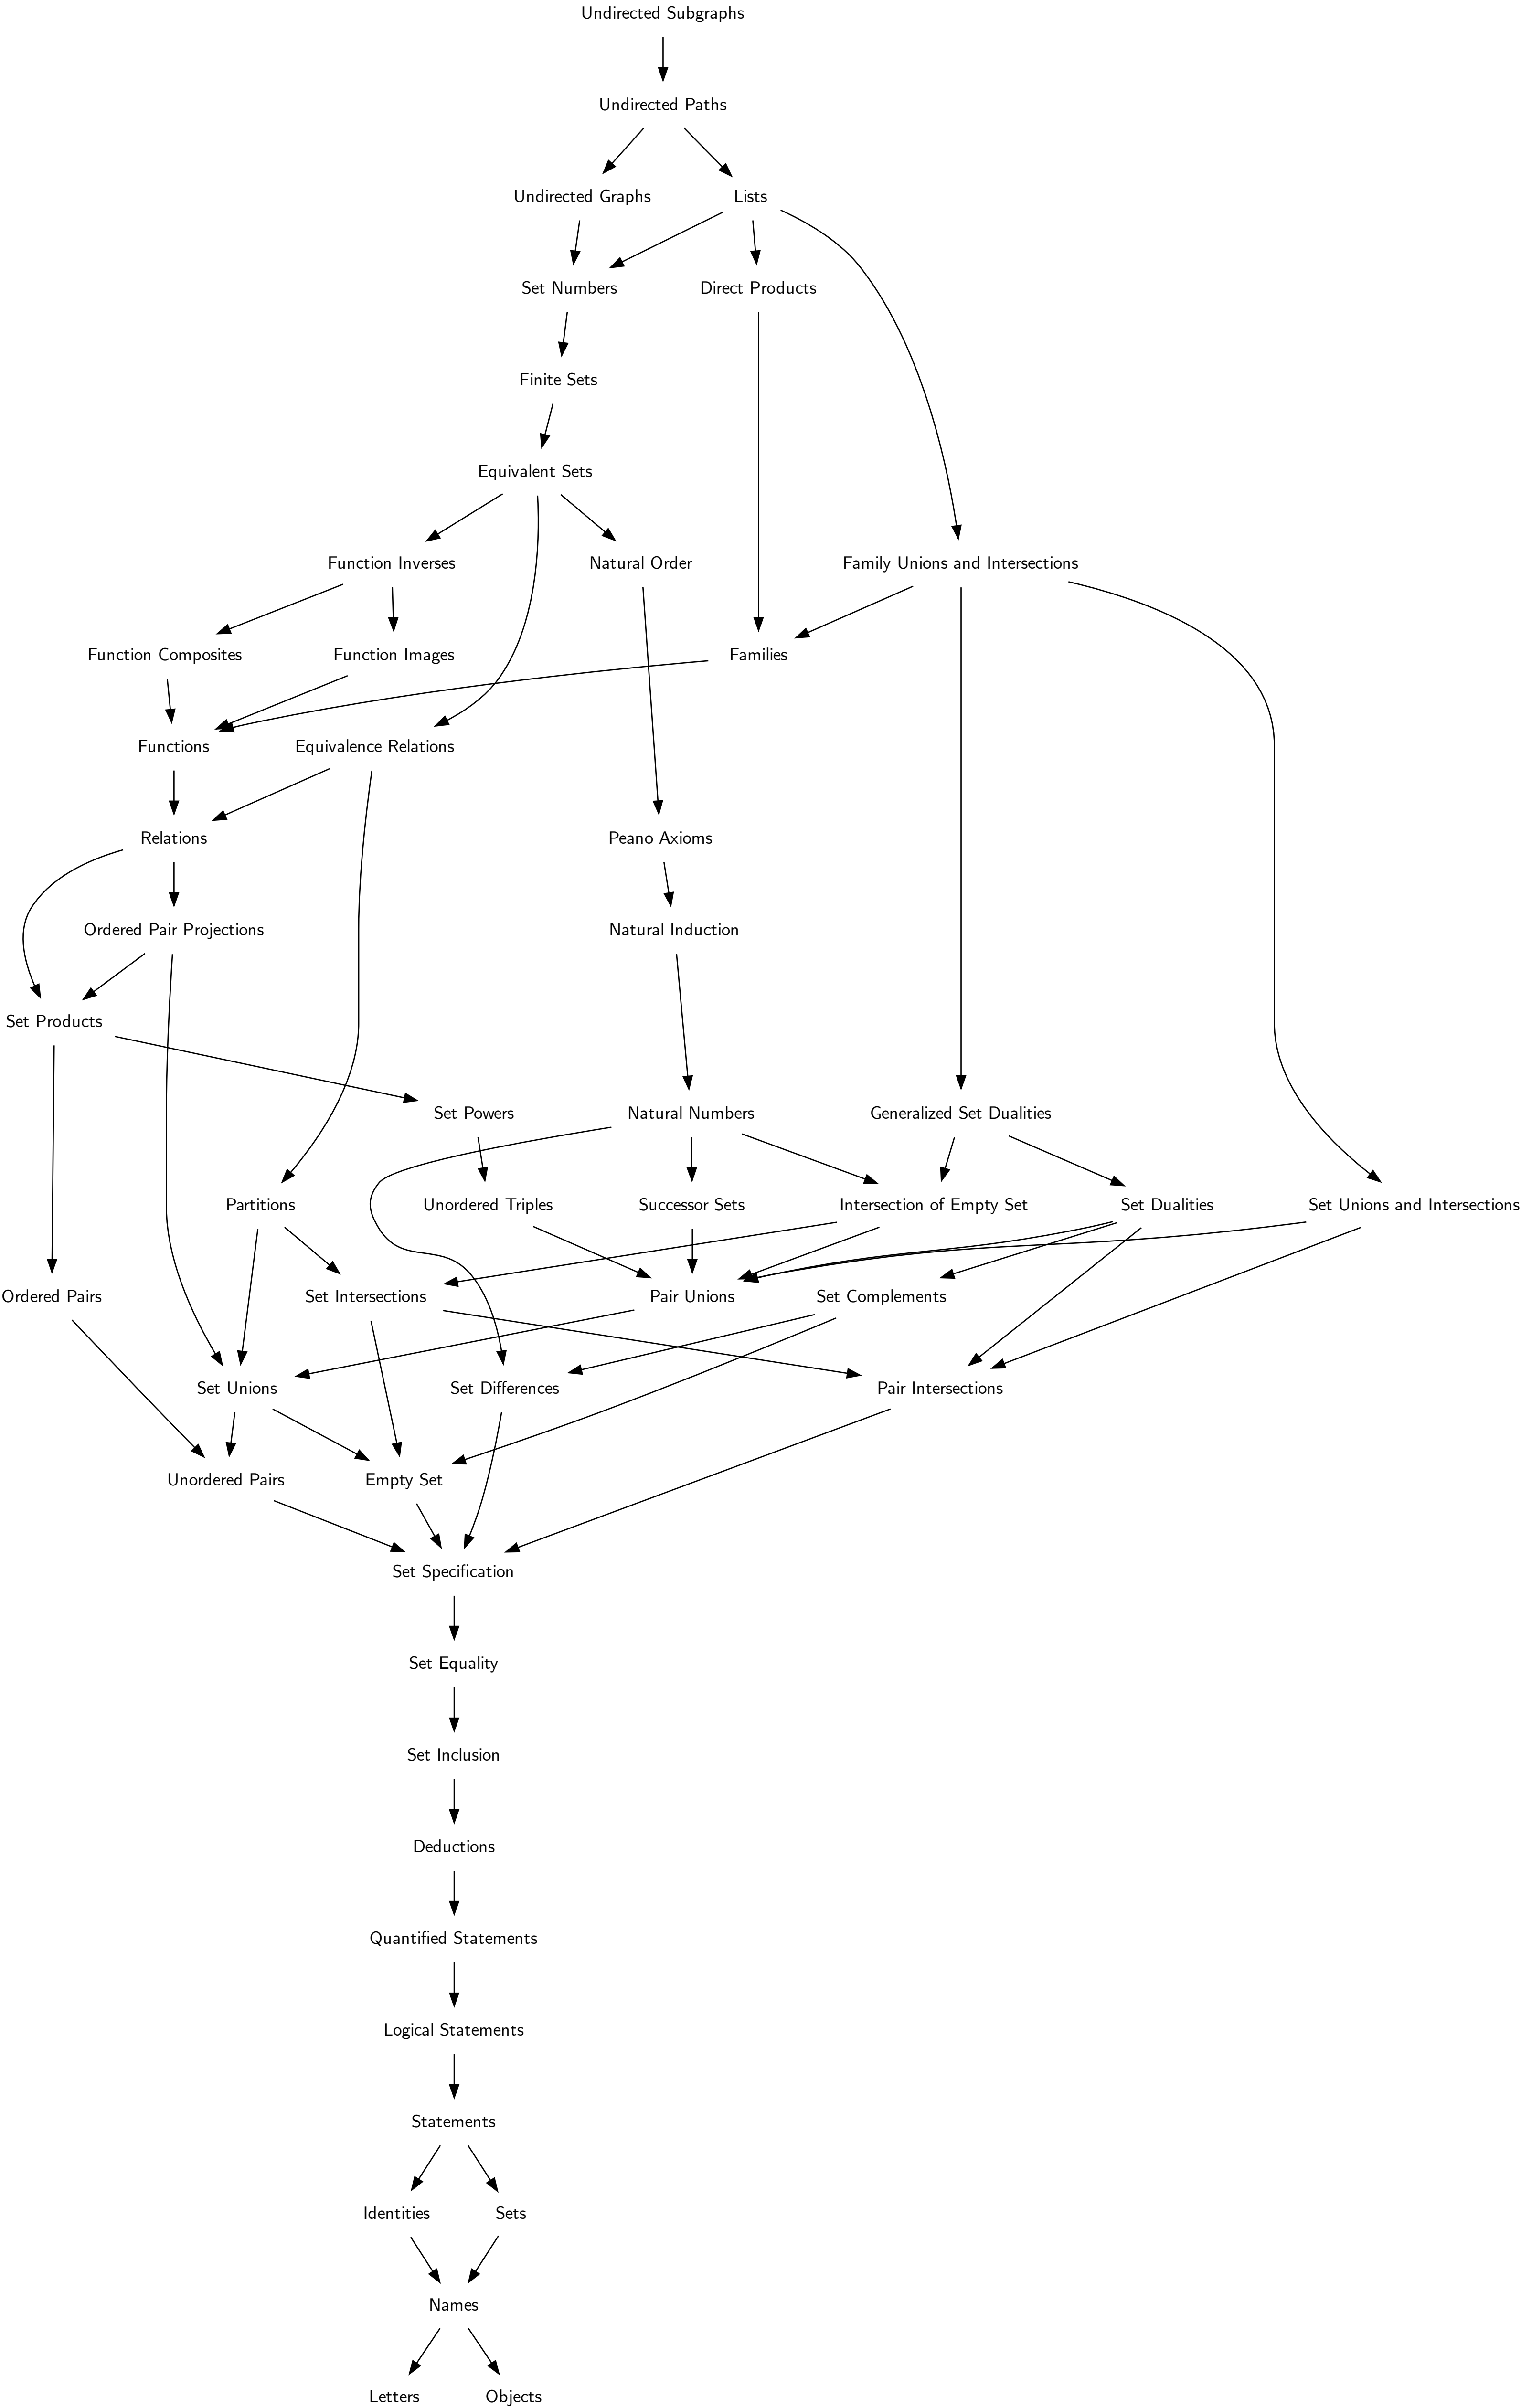 Undirected Subgraphs
Undirected Paths
Undirected Graphs
Lists
Set Numbers
Direct Products
Finite Sets
Equivalent Sets
Function Inverses
Natural Order
Family Unions and Intersections
Function Composites
Function Images
Families
Functions
Equivalence Relations
Relations
Peano Axioms
Ordered Pair Projections
Natural Induction
Set Products
Set Powers
Natural Numbers
Generalized Set Dualities
Partitions
Unordered Triples
Successor Sets
Intersection of Empty Set
Set Dualities
Set Unions and Intersections
Ordered Pairs
Set Intersections
Pair Unions
Set Complements
Set Unions
Set Differences
Pair Intersections
Unordered Pairs
Empty Set
Set Specification
Set Equality
Set Inclusion
Deductions
Quantified Statements
Logical Statements
Statements
Identities
Sets
Names
Letters
Objects